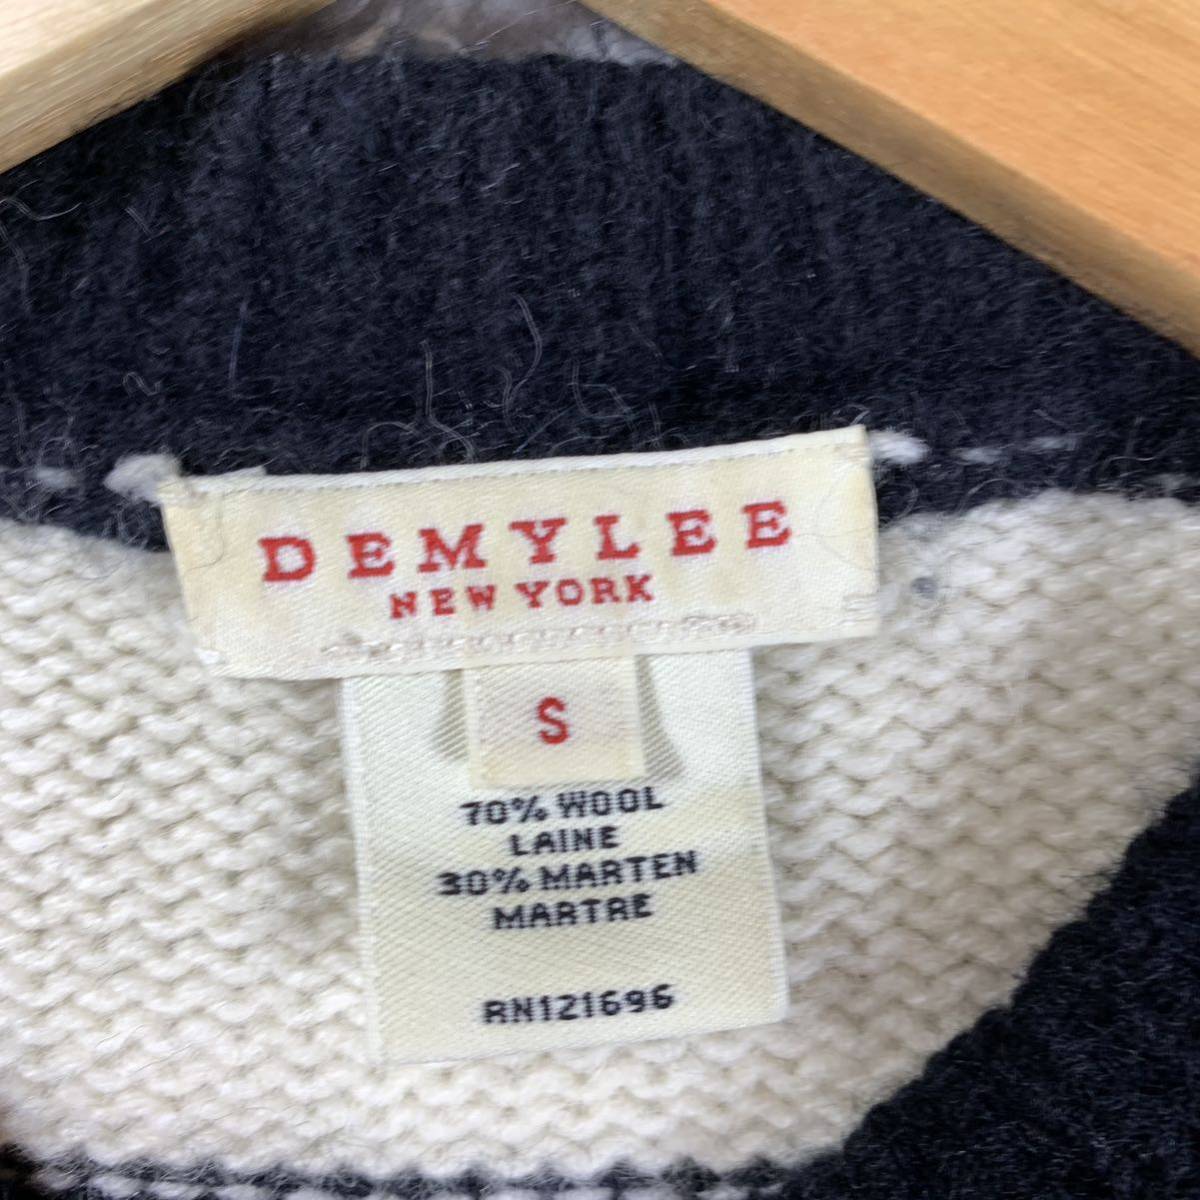 DEMYLEE
NEW YORK
S
70% WOOL
LAINE
30% MARTEN
MARTRE
RN121696